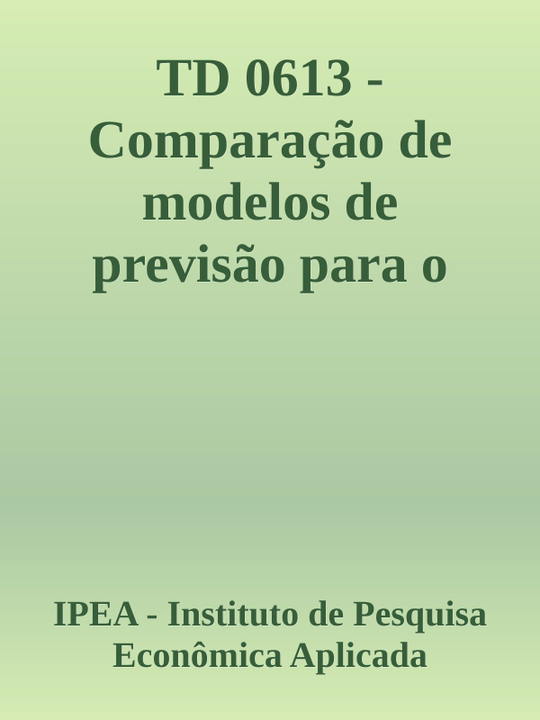 TD 0613 -
Comparação de
modelos de
previsão para o
IPEA - Instituto de Pesquisa
Econômica Aplicada